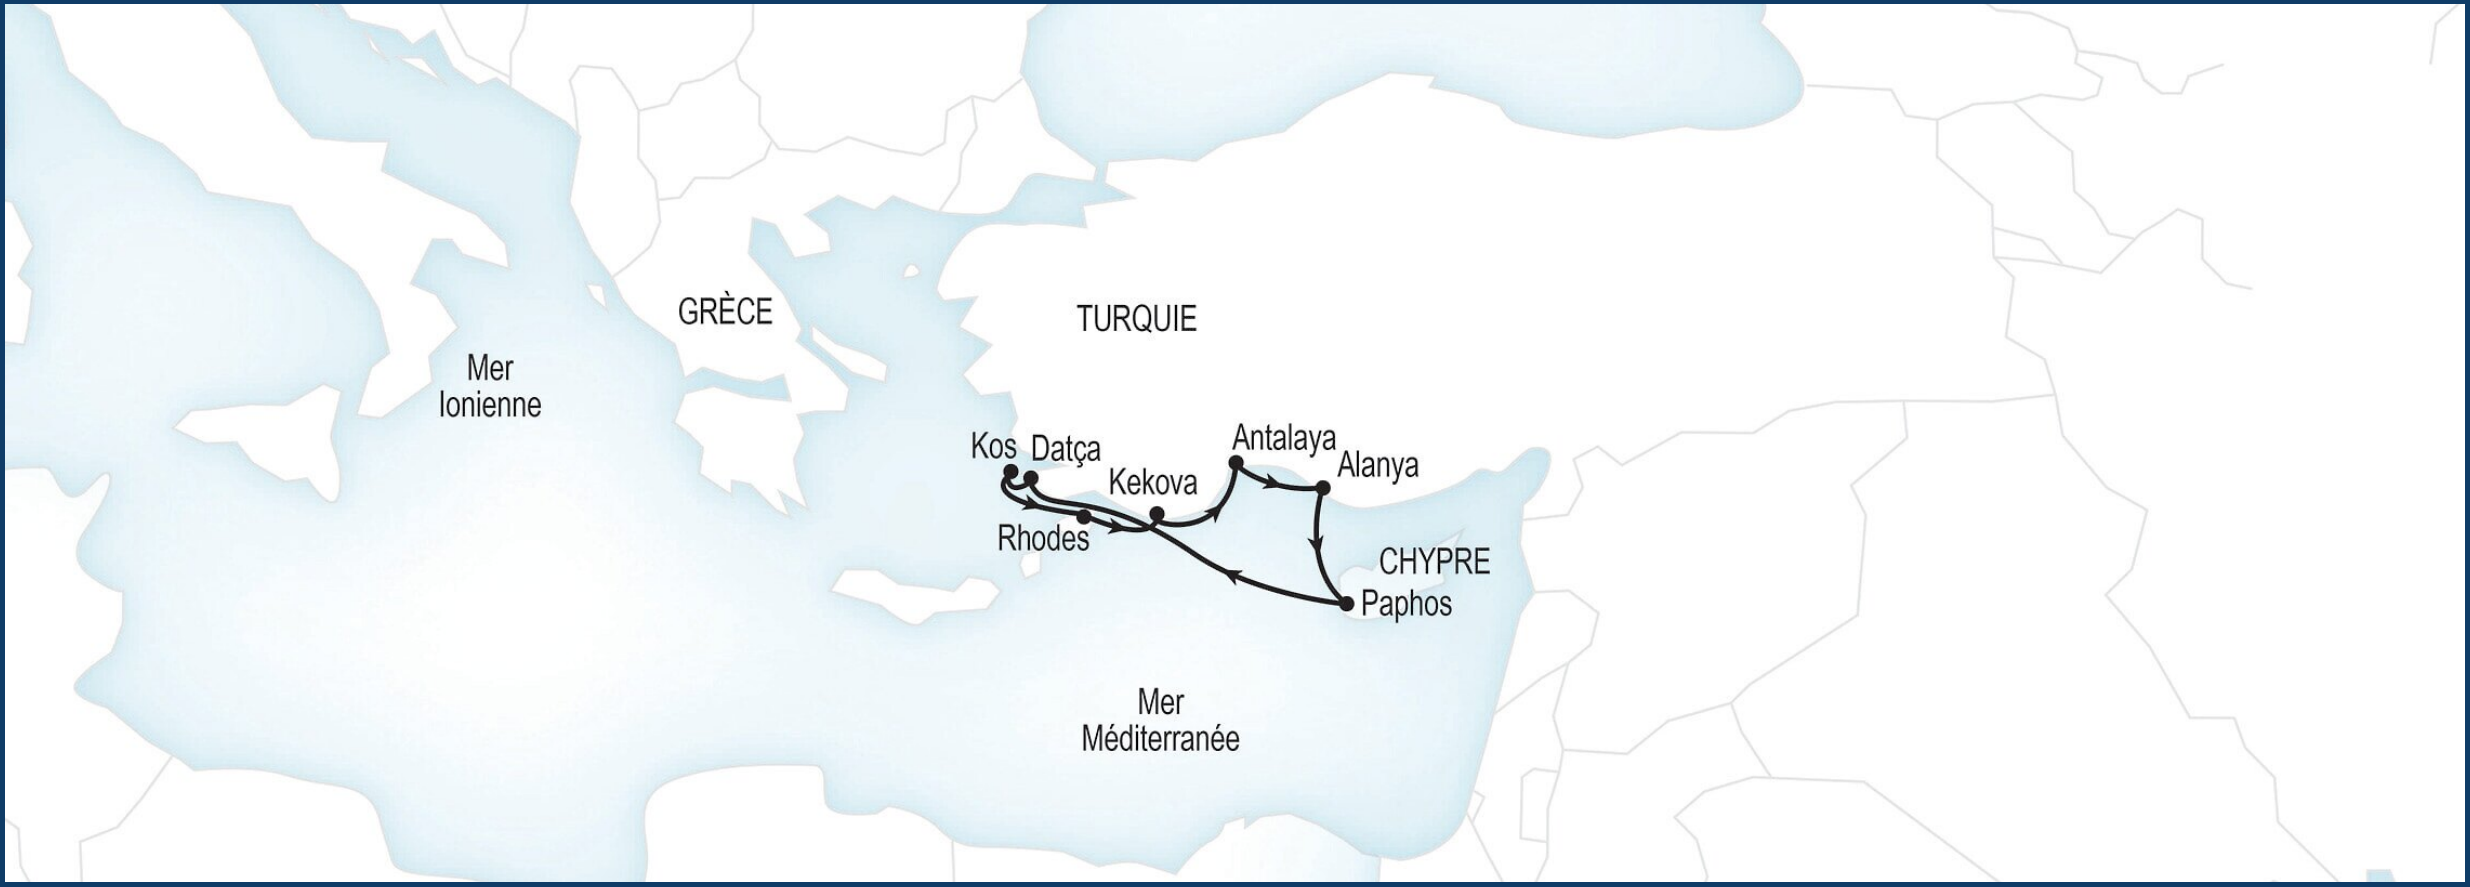 GRÈCE
TURQUIE
Mer
Ionienne
Kos
Datça
Kekova
Antalaya
Alanya
Rhodes
CHYPRE
Paphos
Mer
Méditerranée